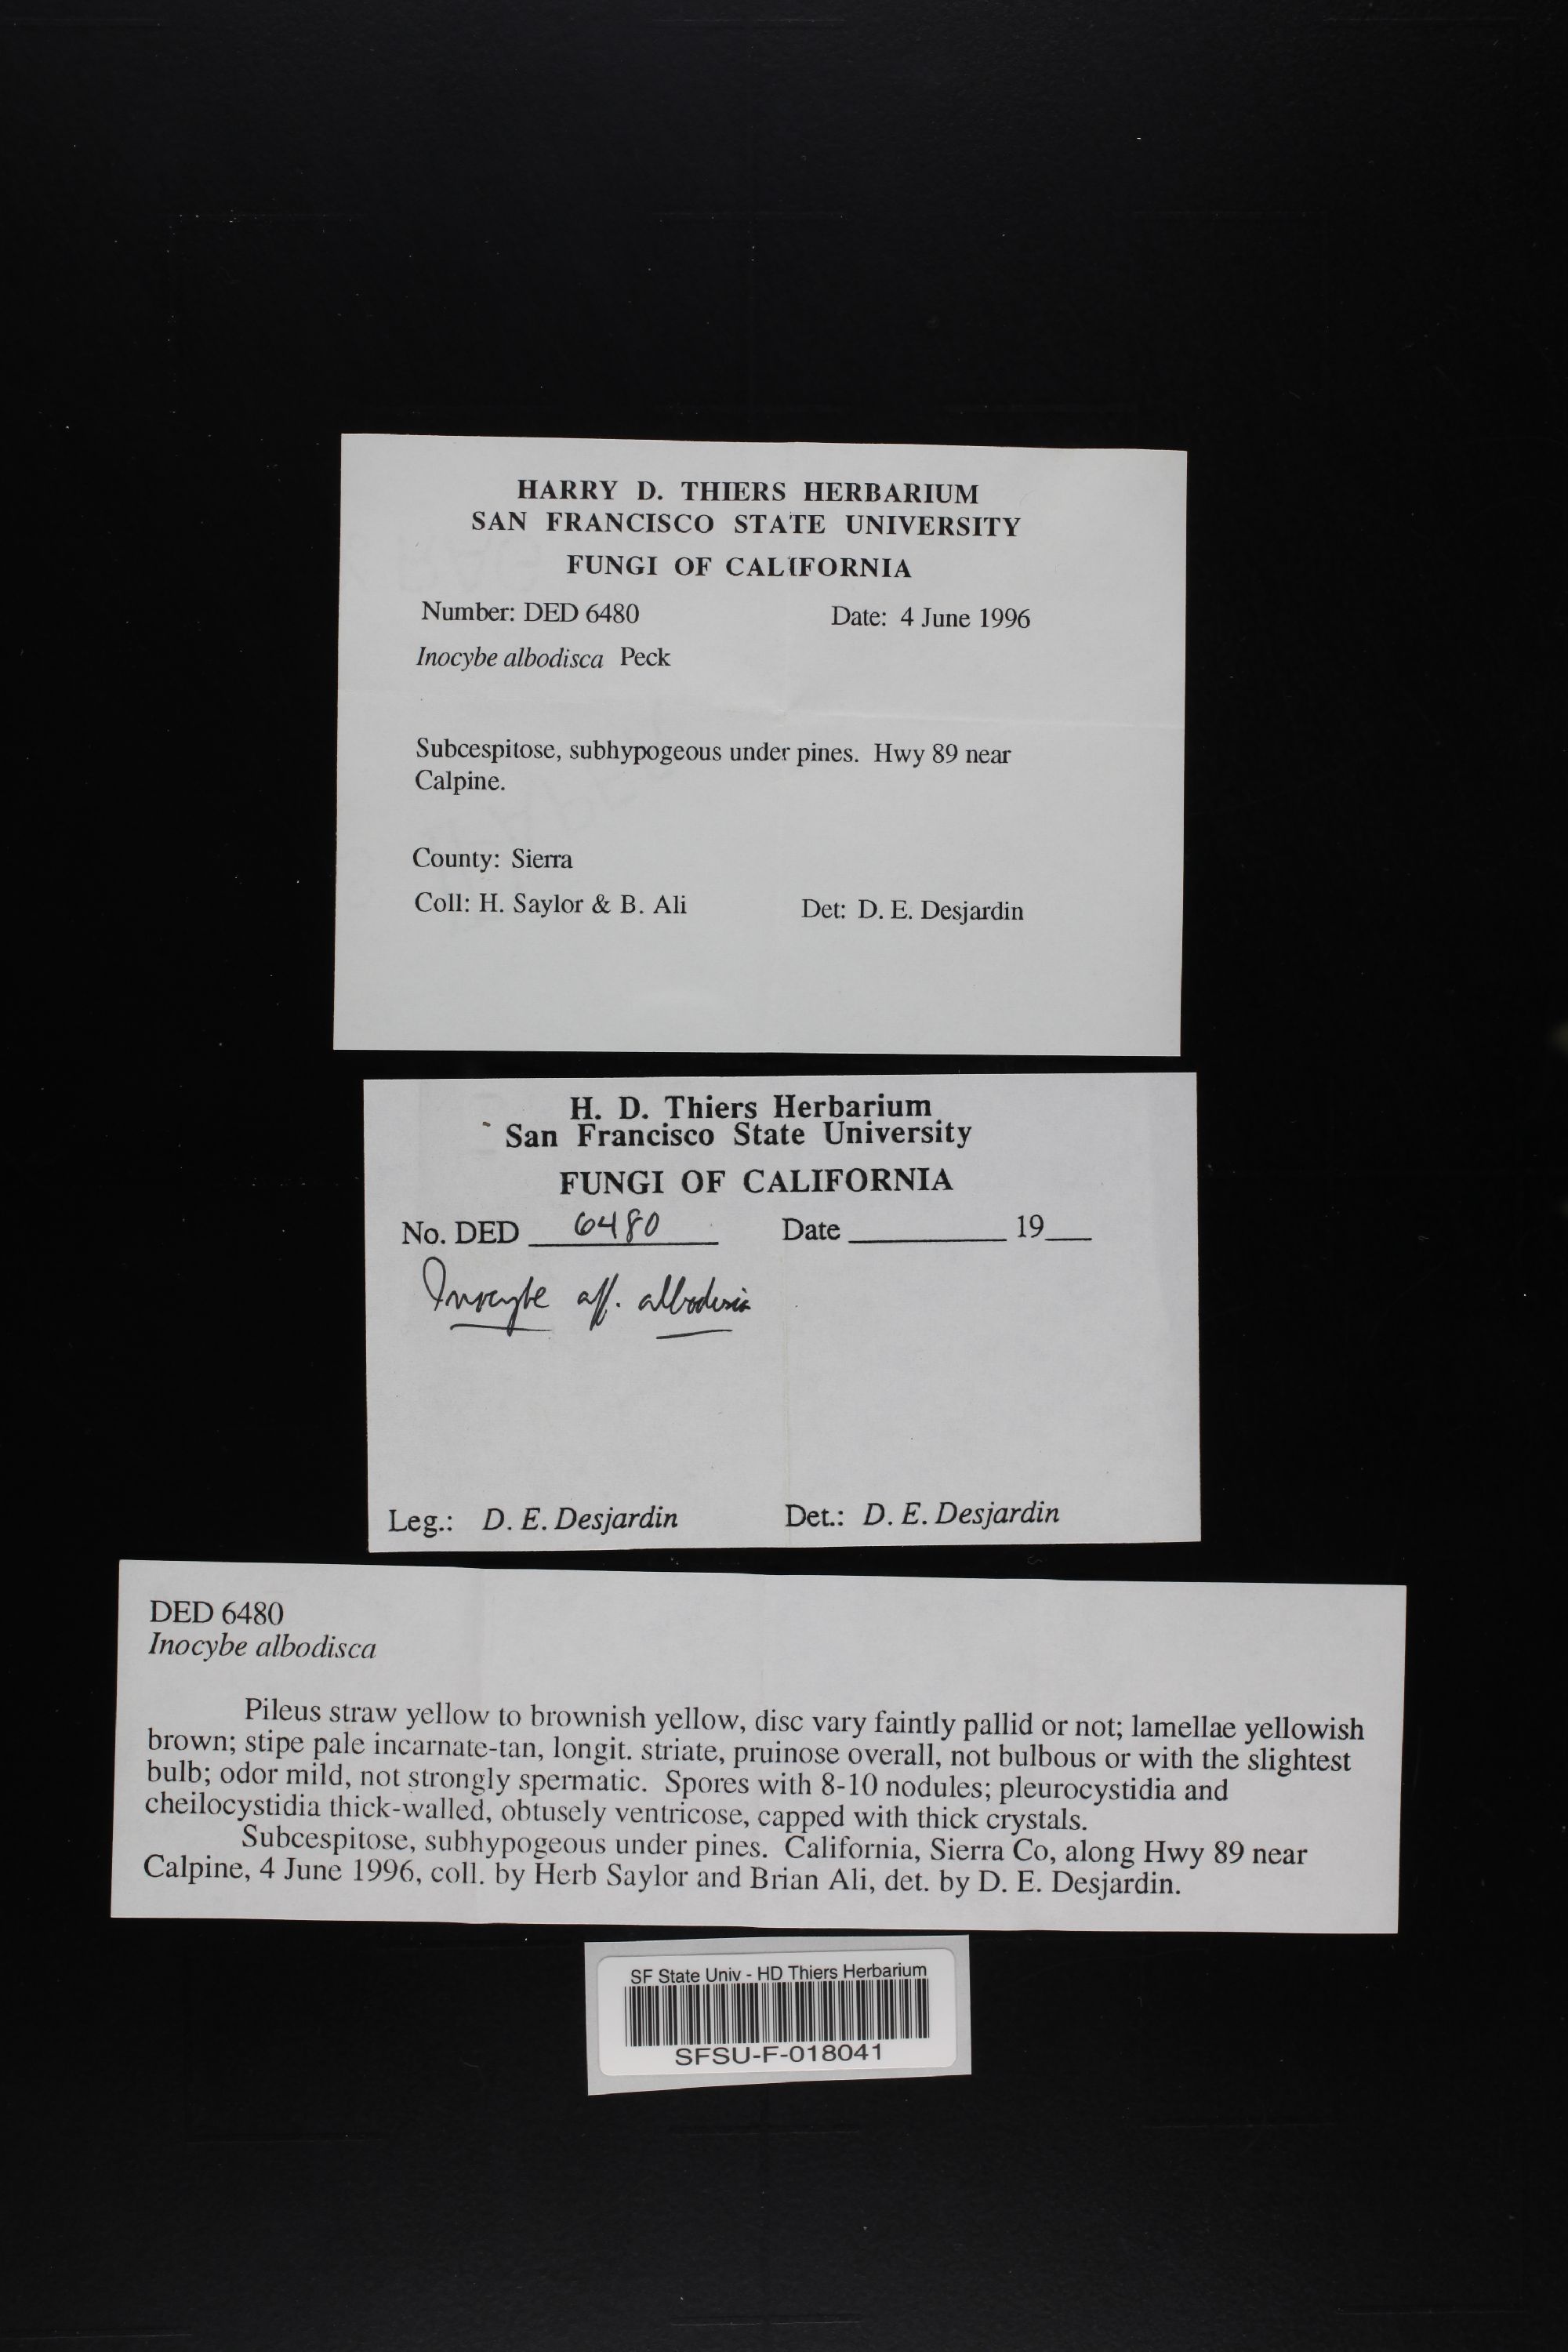 HARRY D. THIERS HERBARIUM
SAN FRANCISCO STATE UNIVERSITY
FUNGI OF CALIFORNIA
Number: DED 6480 Date: 4 June 1996
Inocybe albodisca Peck
Subcespitose, subhypogeous under pines. Hwy 89 near
Calpine.
County: Sierra
Coll: H. Saylor & B. Ali Det: D. E. Desjardin
H. D. Thiers Herbarium
San Francisco State University
FUNGI OF CALIFORNIA
No. DED 6480 Date ________ 19__
Inocybe aff. albodisca
Leg.: D. E. Desjardin Det.: D. E. Desjardin
DED 6480
Inocybe albodisca
Pileus straw yellow to brownish yellow, disc vary faintly pallid or not; lamellae yellowish
brown; stipe pale incarnate-tan, longit. striate, pruinose overall, not bulbous or with the slightest
bulb; odor mild, not strongly spermatic. Spores with 8-10 nodules; pleurocystidia and
cheilocystidia thick-walled, obtusely ventricose, capped with thick crystals.
Subcespitose, subhypogeous under pines. California, Sierra Co, along Hwy 89 near
Calpine, 4 June 1996, coll. by Herb Saylor and Brian Ali, det. by D. E. Desjardin.
SF State Univ - HD Thiers Herbarium
SFSU-F-018041